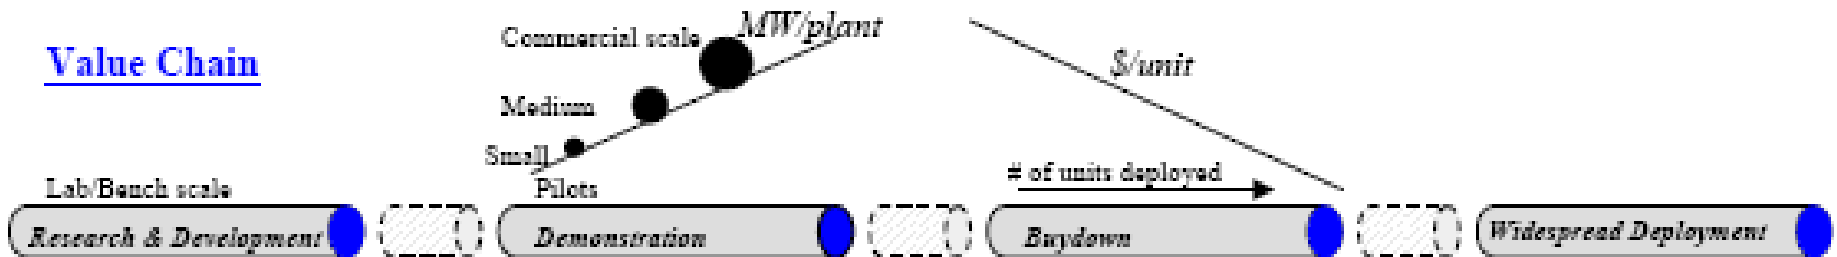 Value Chain
Commercial scale
MW/plant
$/unit
Medium
Small
Lab/Bench scale
Pilots
# of units deployed
Research & Development
Demonstration
Buydown
Widespread Deployment